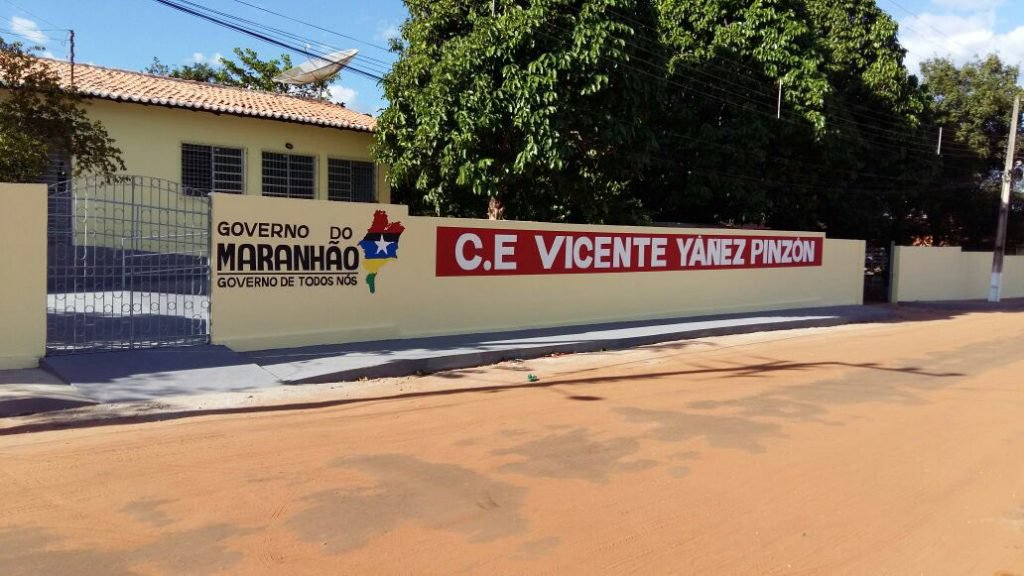 GOVERNO DO
MARANHÃO
GOVERNO DE TODOS NÓS
C.E VICENTE YÁNEZ PINZÓN